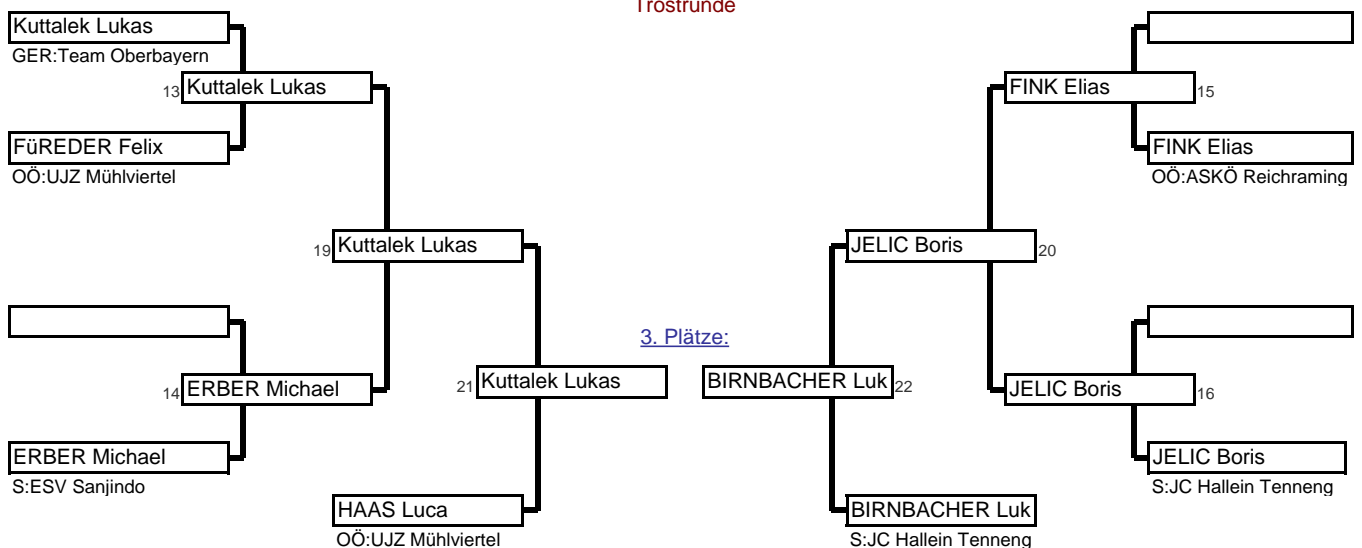 Trostrunde
Kuttalek Lukas
GER:Team Oberbayern
13 Kuttalek Lukas
FINK Elias 15
FüREDER Felix
OÖ:UJZ Mühlviertel
FINK Elias
OÖ:ASKÖ Reichraming
19 Kuttalek Lukas
JELIC Boris 20
3. Plätze:
14 ERBER Michael
21 Kuttalek Lukas
BIRNBACHER Luk 22
JELIC Boris 16
ERBER Michael
S:ESV Sanjindo
JELIC Boris
S:JC Hallein Tenneng
HAAS Luca
OÖ:UJZ Mühlviertel
BIRNBACHER Luk
S:JC Hallein Tenneng